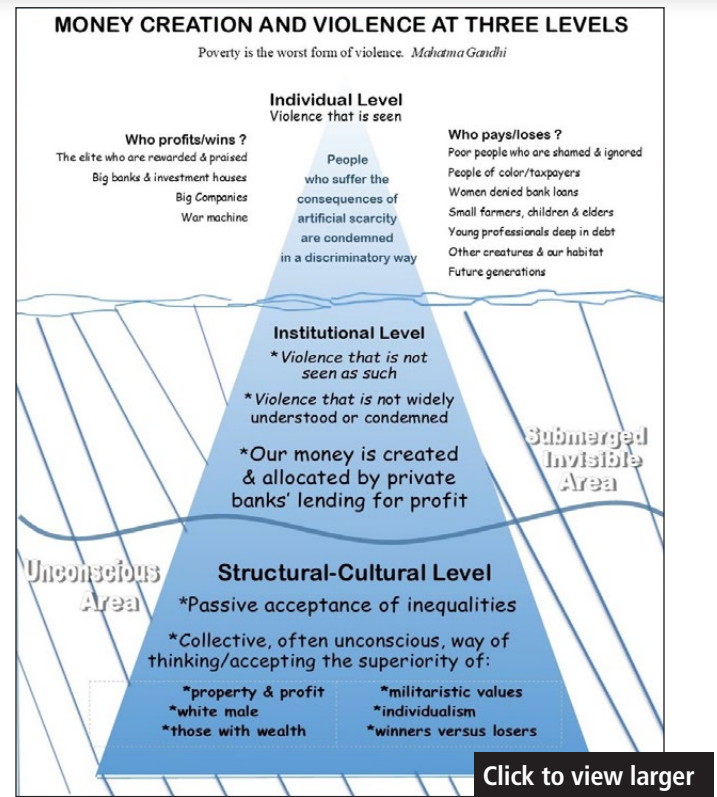 MONEY CREATION AND VIOLENCE AT THREE LEVELS
Poverty is the worst form of violence. Mahatma Gandhi
Individual Level
Violence that is seen
Who profits/wins ?
The elite who are rewarded & praised
Big banks & investment houses
Big Companies
War machine
People
who suffer the
consequences of
artificial scarcity
are condemned
in a discriminatory way
Who pays/loses ?
Poor people who are shamed & ignored
People of color/taxpayers
Women denied bank loans
Small farmers, children & elders
Young professionals deep in debt
Other creatures & our habitat
Future generations
Institutional Level
*Violence that is not
seen as such
*Violence that is not widely
understood or condemned
*Our money is created
& allocated by private
banks' lending for profit
Submerged
Invisible
Area
Unconscious
Area
Structural-Cultural Level
*Passive acceptance of inequalities
*Collective, often unconscious, way of
thinking/accepting the superiority of:
*property & profit
*white male
*those with wealth
*militaristic values
*individualism
*winners versus losers
Click to view larger